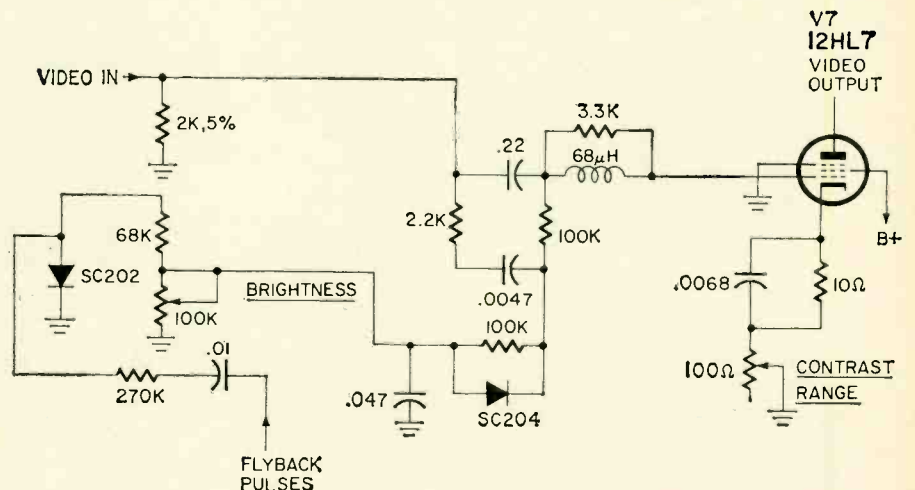 V7
12HL7
VIDEO
OUTPUT
VIDEO IN
2K,5%
3.3K
.22
68µH
2.2K
100K
68K
SC202
BRIGHTNESS
100K
.0047
100K
B+
.0068
10Ω
.01
270K
.047
SC204
100Ω
CONTRAST
RANGE
FLYBACK
PULSES